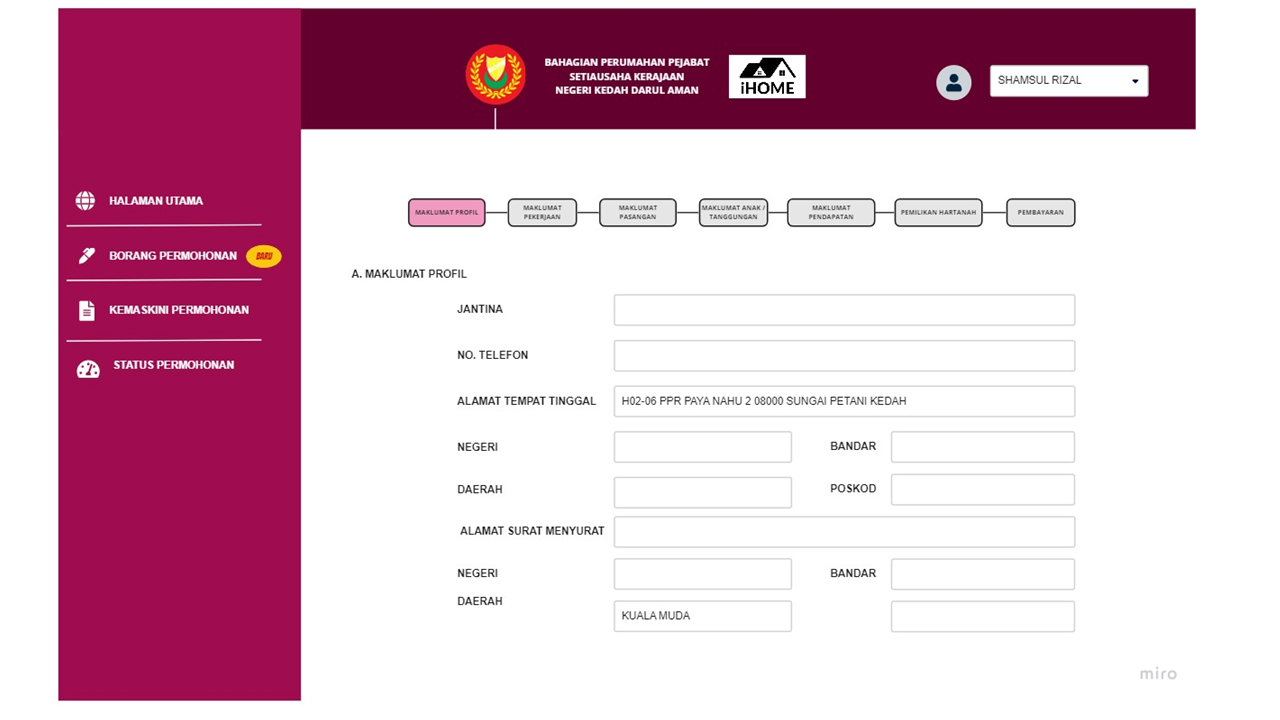 BAHAGIAN PERUMAHAN PEJABAT
SETIAUSAHA KERAJAAN
NEGERI KEDAH DARUL AMAN
iHOME
SHAMSUL RIZAL
HALAMAN UTAMA
BORANG PERMOHONAN BARU
KEMASKINI PERMOHONAN
STATUS PERMOHONAN
MAKLUMAT PROFIL
MAKLUMAT
PEKERJAAN
MAKLUMAT
PASANGAN
MAKLUMAT ANAK /
TANGGUNGAN
MAKLUMAT
PENDAPATAN
PEMILIKAN HARTANAH
PEMBAYARAN
A. MAKLUMAT PROFIL
JANTINA
NO. TELEFON
ALAMAT TEMPAT TINGGAL H02-06 PPR PAYA NAHU 2 08000 SUNGAI PETANI KEDAH
NEGERI BANDAR
DAERAH POSKOD
ALAMAT SURAT MENYURAT
NEGERI BANDAR
DAERAH
KUALA MUDA
miro